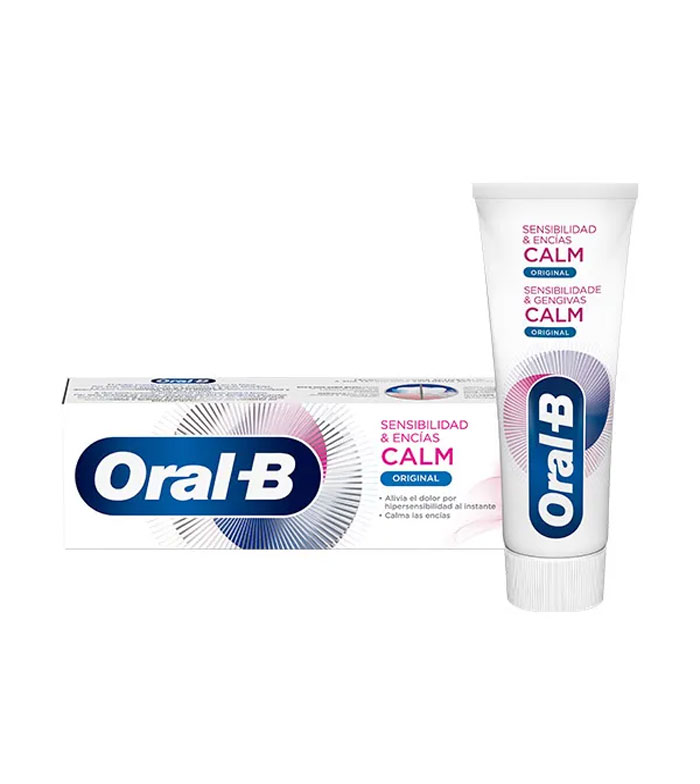 Oral-B
Oral-B
SENSIBILIDAD
& ENCÍAS
CALM
ORIGINAL
• Alivia el dolor por
hipersensibilidad al instante
• Calma las encías
SENSIBILIDAD
& ENCÍAS
CALM
ORIGINAL
SENSIBILIDADE
& GENGIVAS
CALM
ORIGINAL
Oral-B